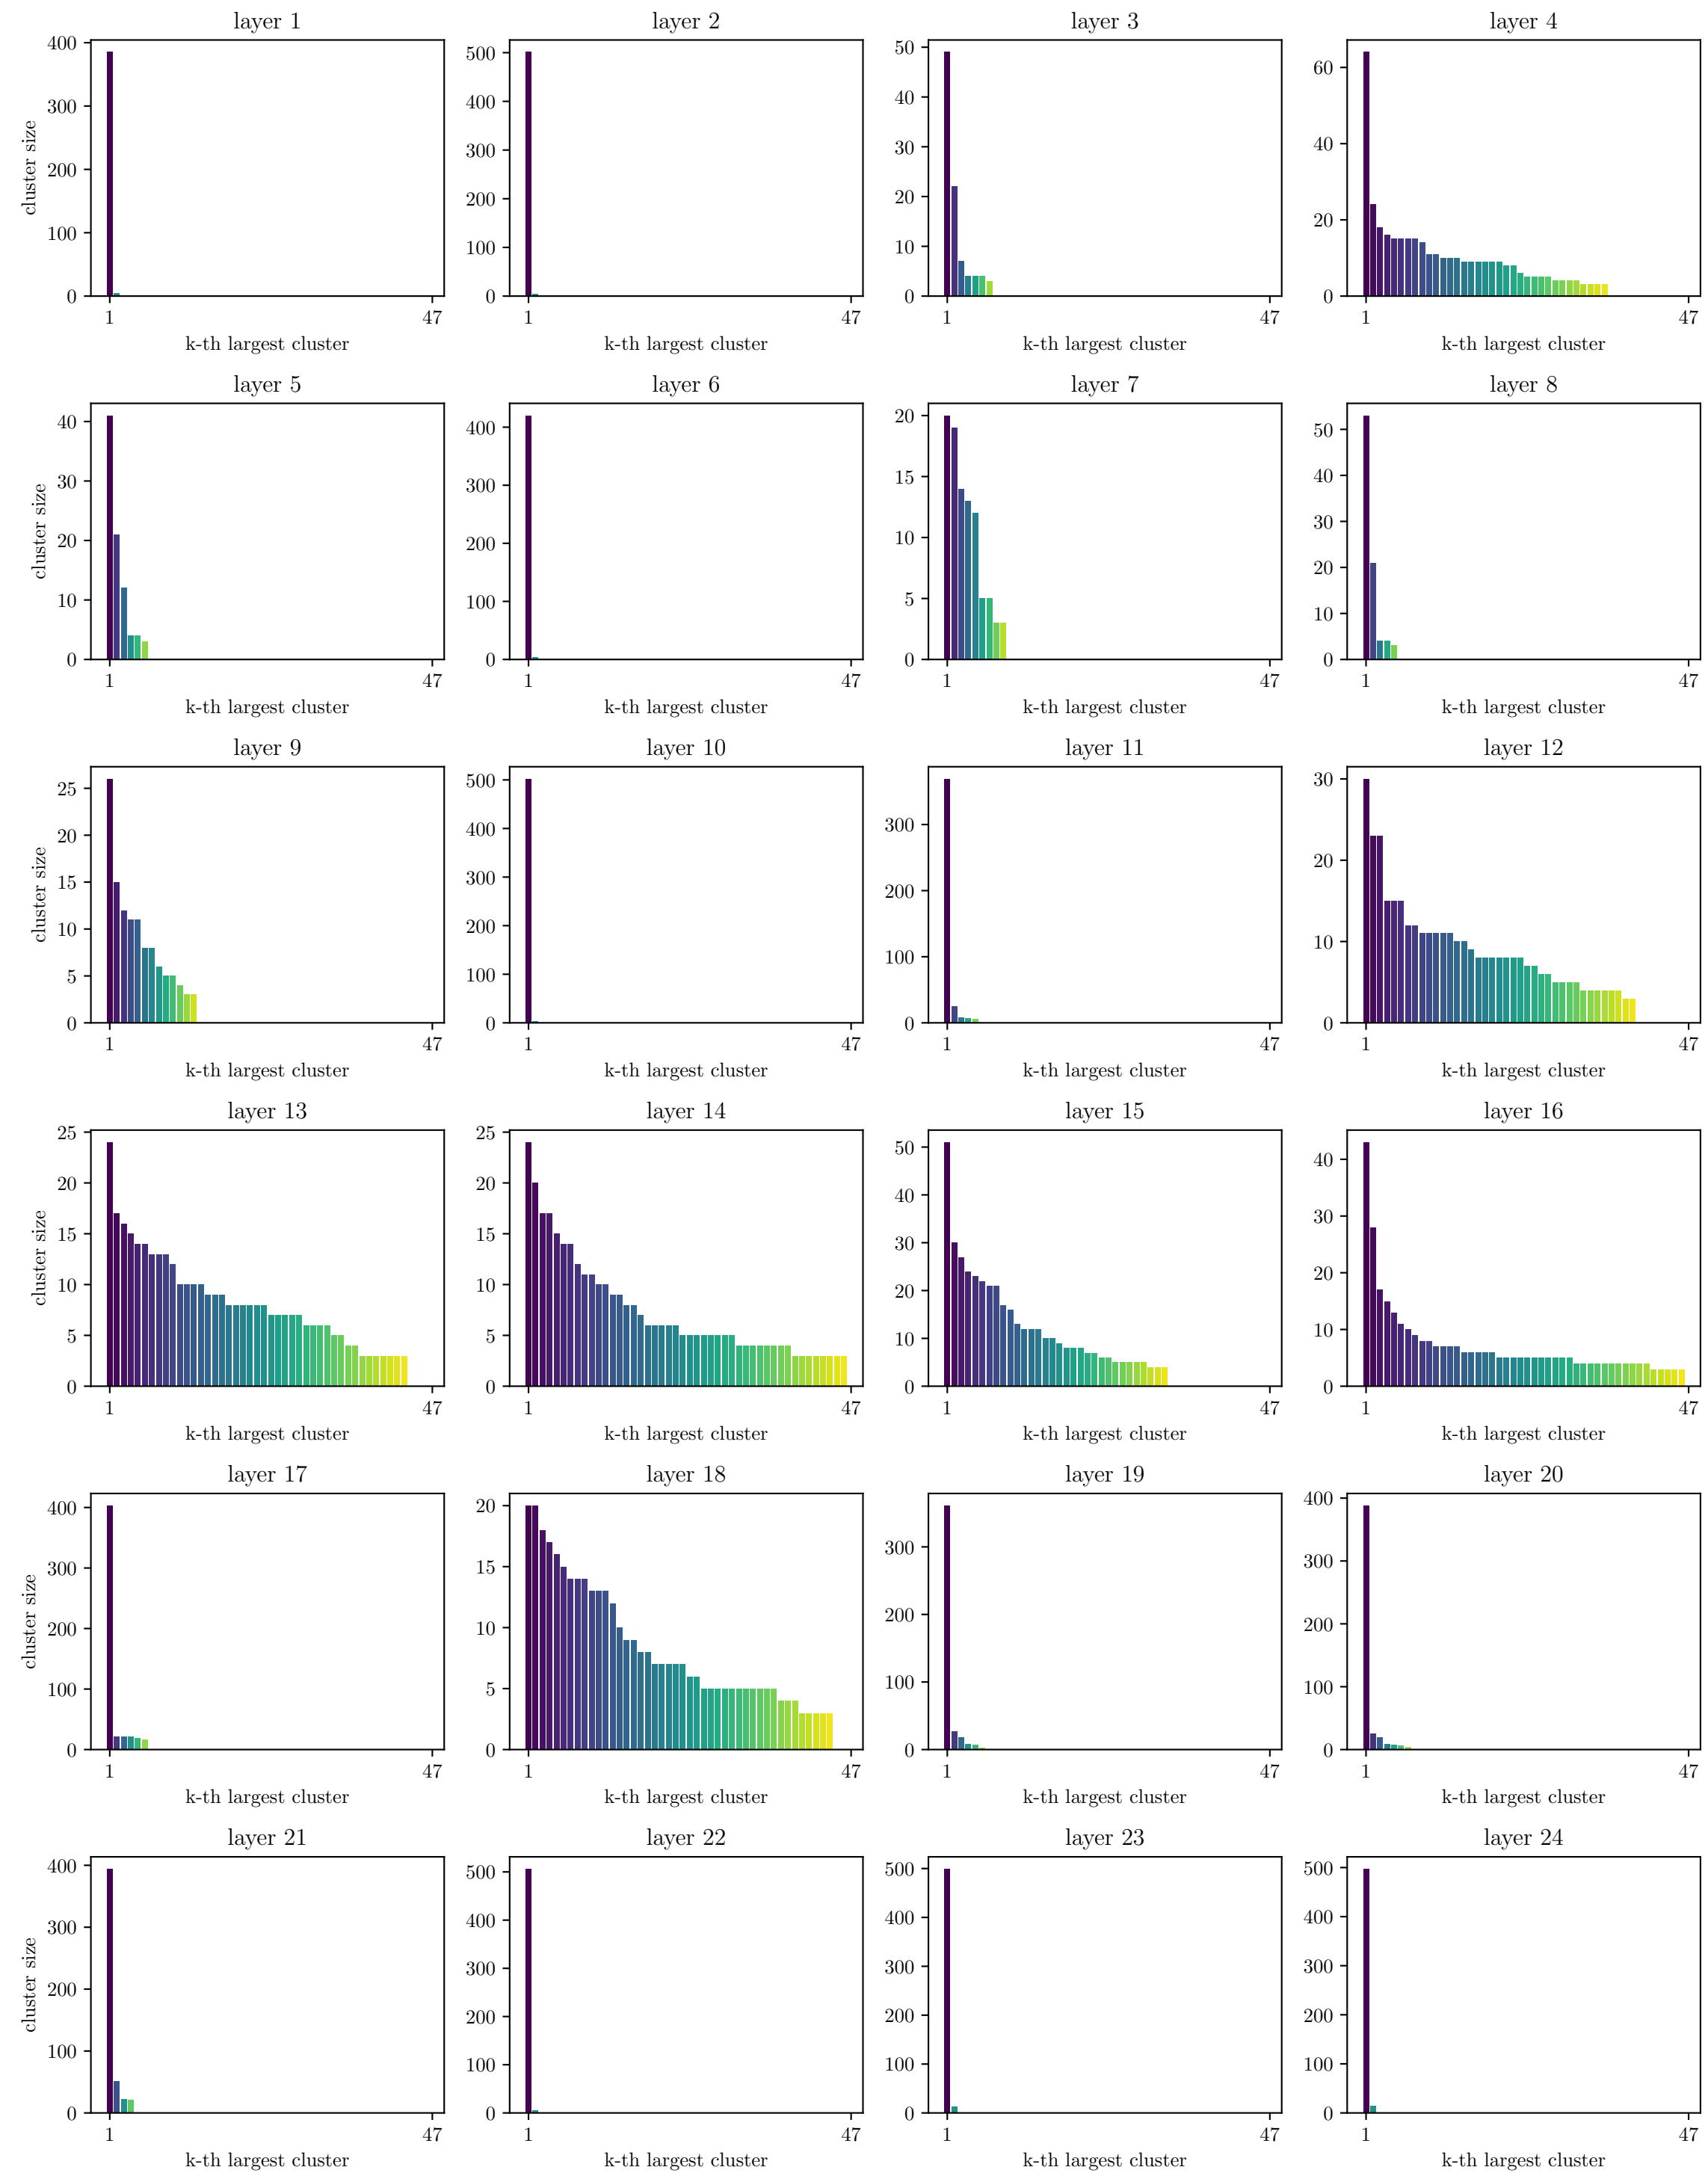 layer 1
400
300
200
100
0
cluster size
1 47
k-th largest cluster
layer 2
500
400
300
200
100
0
1 47
k-th largest cluster
layer 3
50
40
30
20
10
0
1 47
k-th largest cluster
layer 4
60
40
20
0
1 47
k-th largest cluster
layer 5
40
30
20
10
0
cluster size
1 47
k-th largest cluster
layer 6
400
300
200
100
0
1 47
k-th largest cluster
layer 7
20
15
10
5
0
1 47
k-th largest cluster
layer 8
50
40
30
20
10
0
1 47
k-th largest cluster
layer 9
25
20
15
10
5
0
cluster size
1 47
k-th largest cluster
layer 10
500
400
300
200
100
0
1 47
k-th largest cluster
layer 11
300
200
100
0
1 47
k-th largest cluster
layer 12
30
20
10
0
1 47
k-th largest cluster
layer 13
25
20
15
10
5
0
cluster size
1 47
k-th largest cluster
layer 14
25
20
15
10
5
0
1 47
k-th largest cluster
layer 15
50
40
30
20
10
0
1 47
k-th largest cluster
layer 16
40
30
20
10
0
1 47
k-th largest cluster
layer 17
400
300
200
100
0
cluster size
1 47
k-th largest cluster
layer 18
20
15
10
5
0
1 47
k-th largest cluster
layer 19
300
200
100
0
1 47
k-th largest cluster
layer 20
400
300
200
100
0
1 47
k-th largest cluster
layer 21
400
300
200
100
0
cluster size
1 47
k-th largest cluster
layer 22
500
400
300
200
100
0
1 47
k-th largest cluster
layer 23
500
400
300
200
100
0
1 47
k-th largest cluster
layer 24
500
400
300
200
100
0
1 47
k-th largest cluster